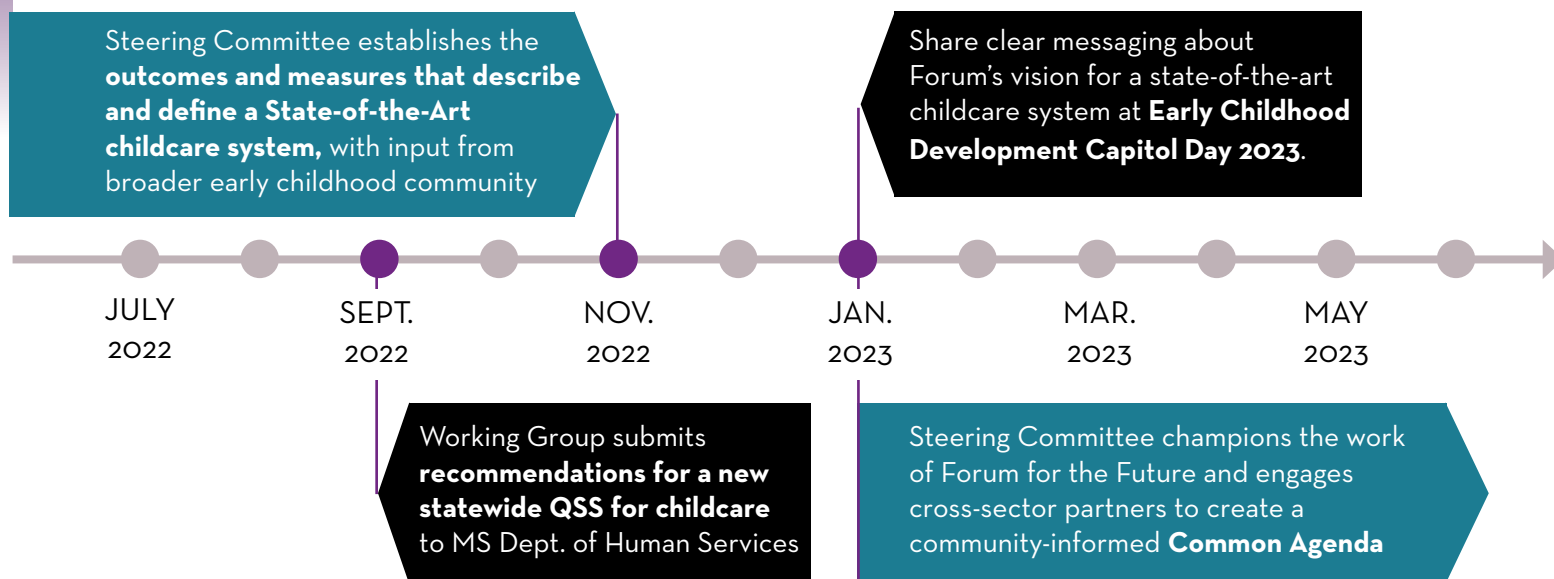 Steering Committee establishes the
outcomes and measures that describe
and define a State-of-the-Art
childcare system, with input from
broader early childhood community
Share clear messaging about
Forum's vision for a state-of-the-art
childcare system at Early Childhood
Development Capitol Day 2023.
JULY
2022
SEPT.
2022
NOV.
2022
JAN.
2023
MAR.
2023
MAY
2023
Working Group submits
recommendations for a new
statewide QSS for childcare
to MS Dept. of Human Services
Steering Committee champions the work
of Forum for the Future and engages
cross-sector partners to create a
community-informed Common Agenda